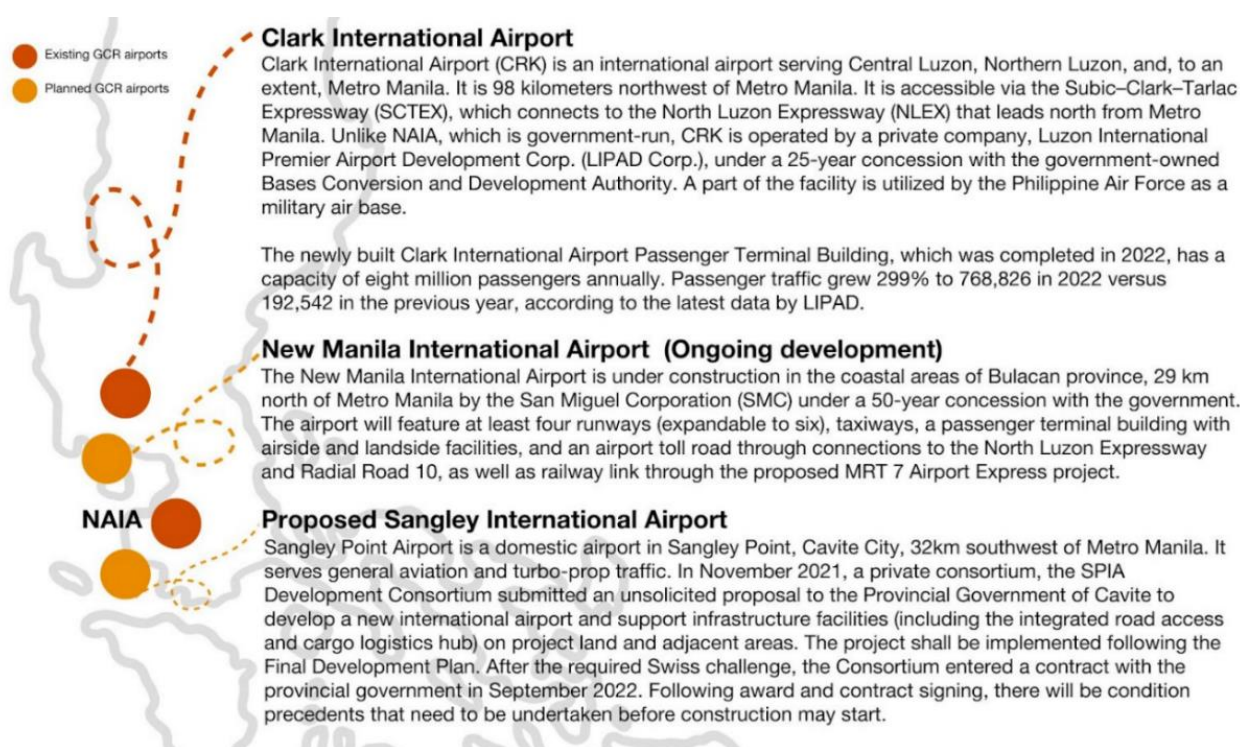 Existing GCR airports
Planned GCR airports
Clark International Airport
Clark International Airport (CRK) is an international airport serving Central Luzon, Northern Luzon, and, to an
extent, Metro Manila. It is 98 kilometers northwest of Metro Manila. It is accessible via the Subic–Clark–Tarlac
Expressway (SCTEX), which connects to the North Luzon Expressway (NLEX) that leads north from Metro
Manila. Unlike NAIA, which is government-run, CRK is operated by a private company, Luzon International
Premier Airport Development Corp. (LIPAD Corp.), under a 25-year concession with the government-owned
Bases Conversion and Development Authority. A part of the facility is utilized by the Philippine Air Force as a
military air base.
The newly built Clark International Airport Passenger Terminal Building, which was completed in 2022, has a
capacity of eight million passengers annually. Passenger traffic grew 299% to 768,826 in 2022 versus
192,542 in the previous year, according to the latest data by LIPAD.
New Manila International Airport (Ongoing development)
The New Manila International Airport is under construction in the coastal areas of Bulacan province, 29 km
north of Metro Manila by the San Miguel Corporation (SMC) under a 50-year concession with the government.
The airport will feature at least four runways (expandable to six), taxiways, a passenger terminal building with
airside and landside facilities, and an airport toll road through connections to the North Luzon Expressway
and Radial Road 10, as well as railway link through the proposed MRT 7 Airport Express project.
NAIA
Proposed Sangley International Airport
Sangley Point Airport is a domestic airport in Sangley Point, Cavite City, 32km southwest of Metro Manila. It
serves general aviation and turbo-prop traffic. In November 2021, a private consortium, the SPIA
Development Consortium submitted an unsolicited proposal to the Provincial Government of Cavite to
develop a new international airport and support infrastructure facilities (including the integrated road access
and cargo logistics hub) on project land and adjacent areas. The project shall be implemented following the
Final Development Plan. After the required Swiss challenge, the Consortium entered a contract with the
provincial government in September 2022. Following award and contract signing, there will be condition
precedents that need to be undertaken before construction may start.